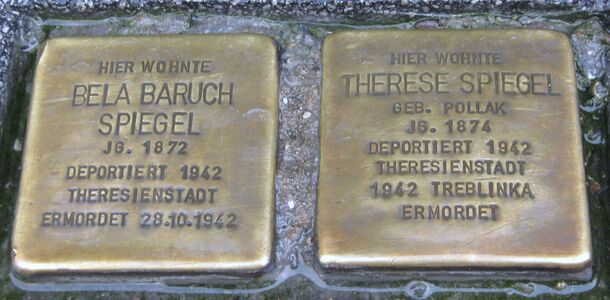 HIER WOHNTE
BELA BARUCH
SPIEGEL
JG. 1872
DEPORTIERT 1942
THERESIENSTADT
ERMORDET 28.10.1942
HIER WOHNTE
THERESE SPIEGEL
GEB. POLLAK
JG. 1874
DEPORTIERT 1942
THERESIENSTADT
1942 TREBLINKA
ERMORDET